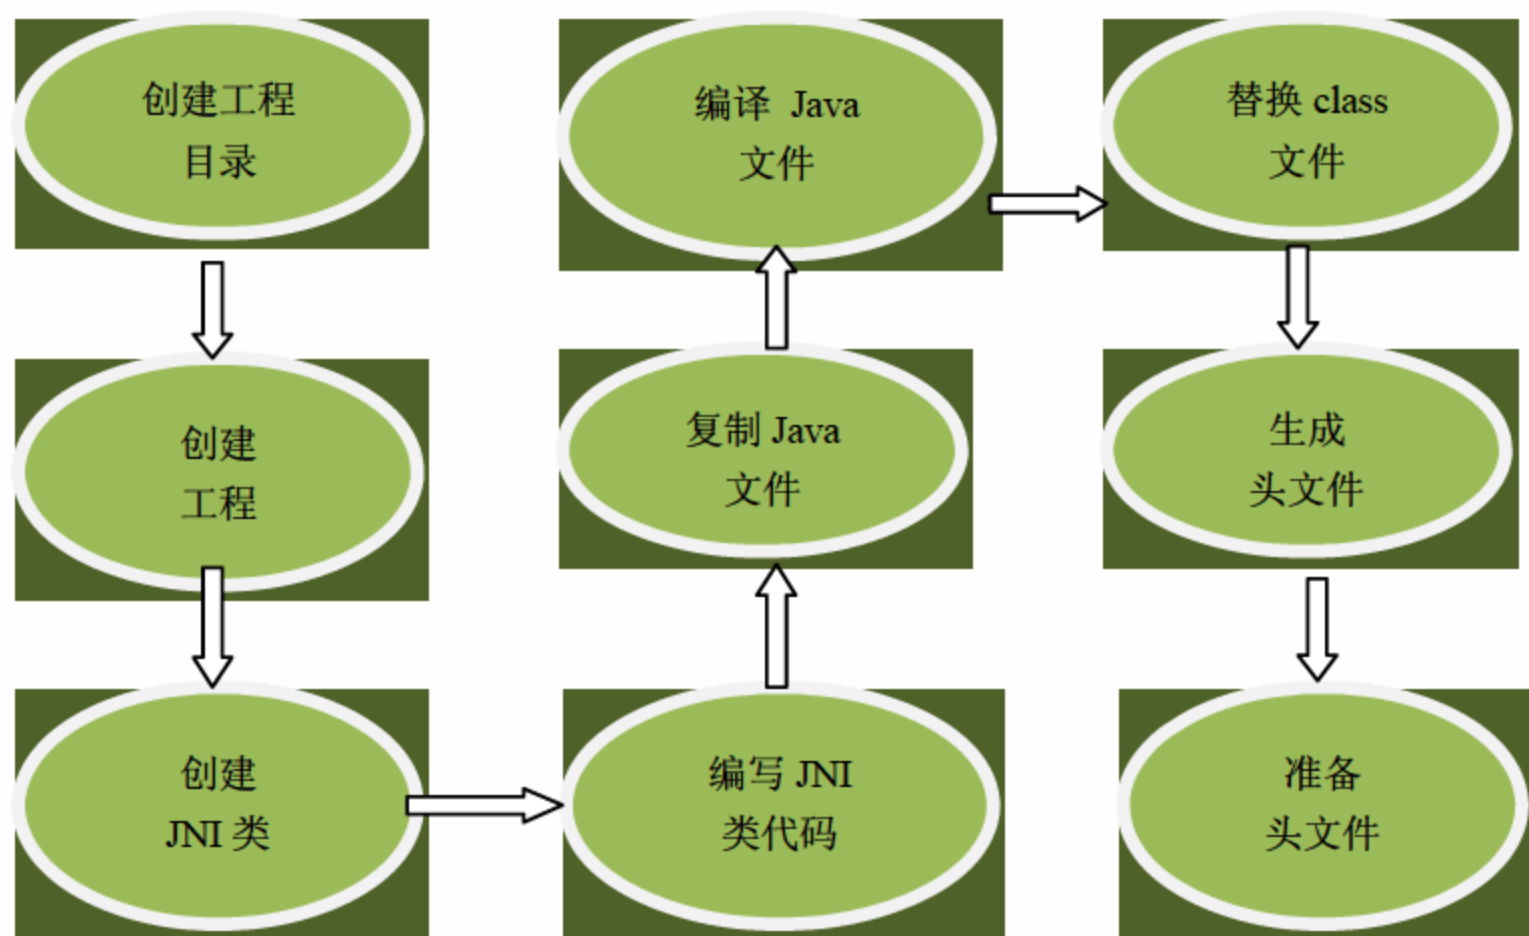 创建工程
目录
创建
工程
创建
JNI 类
编写 JNI
类代码
复制 Java
文件
编译 Java
文件
替换 class
文件
生成
头文件
准备
头文件